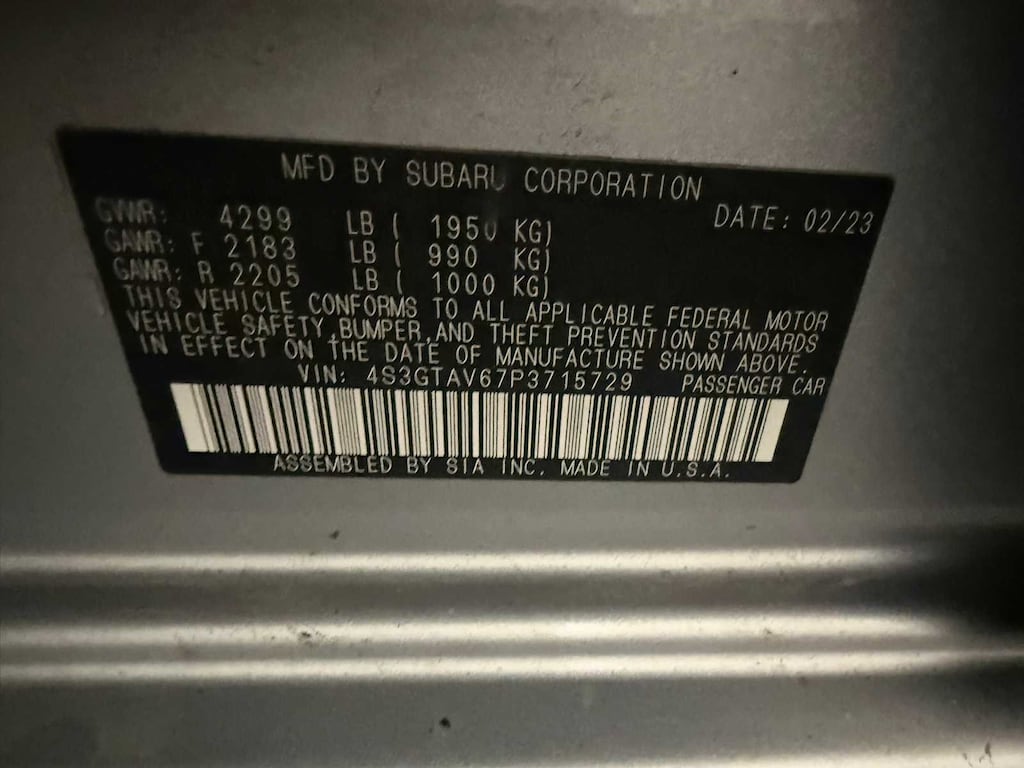 MFD BY SUBARU CORPORATION
DATE: 02/23
GVWR: 4299 LB ( 1950 KG)
GAWR: F 2183 LB ( 990 KG)
GAWR: R 2205 LB ( 1000 KG)
THIS VEHICLE CONFORMS TO ALL APPLICABLE FEDERAL MOTOR
VEHICLE SAFETY,BUMPER,AND THEFT PREVENTION STANDARDS
IN EFFECT ON THE DATE OF MANUFACTURE SHOWN ABOVE.
VIN: 4S3GTAV67P3715729 PASSENGER CAR
ASSEMBLED BY SIA INC. MADE IN U.S.A.